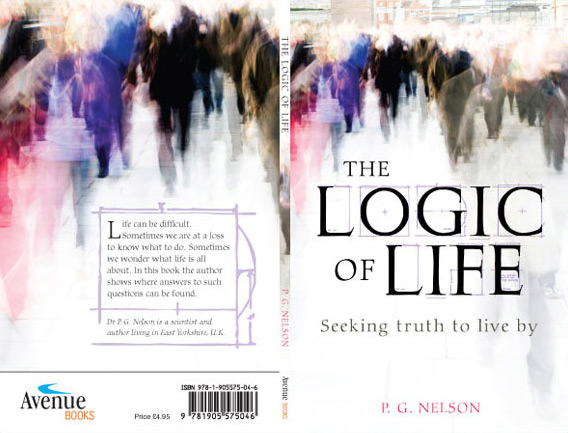 Life can be difficult.
Sometimes we are at a loss
to know what to do. Sometimes
we wonder what life is all
about. In this book the author
shows where answers to such
questions can be found.
Dr P. G. Nelson is a scientist and
author living in East Yorkshire, U.K.
Avenue
BOOKS
Price £4.95
ISBN 978-1-905575-04-6
9 781905 575046
THE LOGIC OF LIFE
P. G. NELSON
Avenue
BOOKS
THE
LOGIC
OF LIFE
Seeking truth to live by
P. G. NELSON